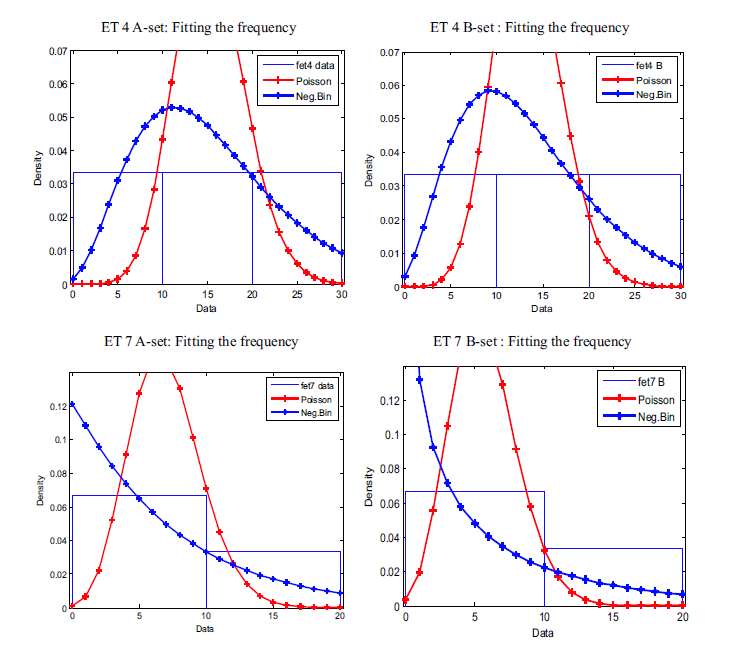 ET 4 A-set: Fitting the frequency
ET 4 B-set : Fitting the frequency
0.07
0.06
0.05
0.04
0.03
0.02
0.01
0
Density
0 5 10 15 20 25 30
Data
fet4 data
Poisson
Neg.Bin
0.07
0.06
0.05
0.04
0.03
0.02
0.01
0
Density
0 5 10 15 20 25 30
Data
fet4 B
Poisson
Neg.Bin
ET 7 A-set: Fitting the frequency
ET 7 B-set : Fitting the frequency
0.12
0.1
0.08
0.06
0.04
0.02
0
Density
0 5 10 15 20
Data
fet7 data
Poisson
Neg.Bin
0.12
0.1
0.08
0.06
0.04
0.02
0
Density
0 5 10 15 20
Data
fet7 B
Poisson
Neg.Bin